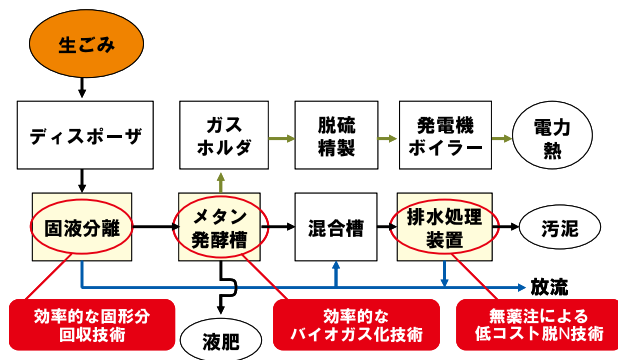 生ごみ
ディスポーザ
ガス
ホルダ
脱硫
精製
発電機
ボイラー
電力
熱
固液分離
メタン
発酵槽
混合槽
排水処理
装置
汚泥
放流
液肥
効率的な固形分
回収技術
効率的な
バイオガス化技術
無薬注による
低コスト脱N技術